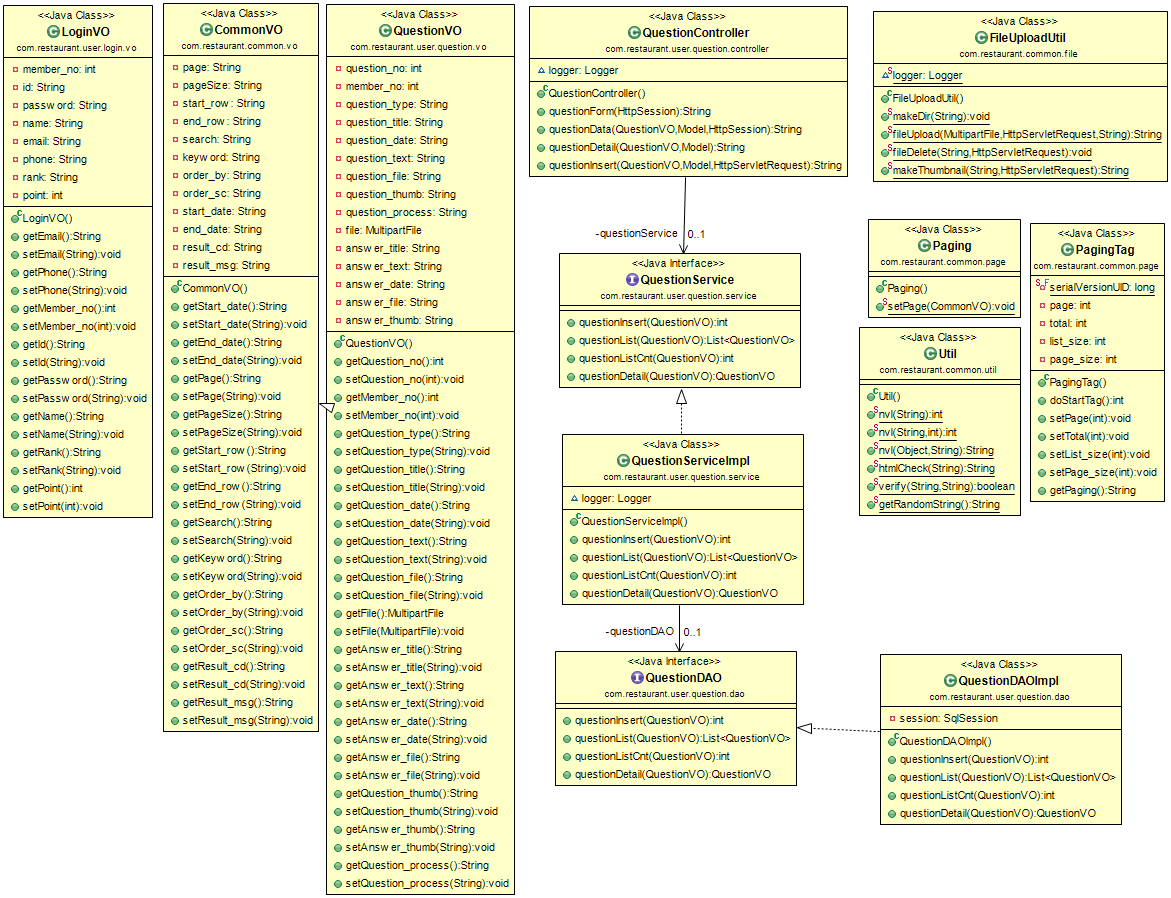 <<Java Class>>
LoginVO
com.restaurant.user.login.vo
member_no: int
id: String
password: String
name: String
email: String
phone: String
rank: String
point: int
LoginVO()
getEmail():String
setEmail(String):void
getPhone():String
setPhone(String):void
getMember_no():int
setMember_no(int):void
getId():String
setId(String):void
getPassword():String
setPassword(String):void
getName():String
setName(String):void
getRank():String
setRank(String):void
getPoint():int
setPoint(int):void
<<Java Class>>
CommonVO
com.restaurant.common.vo
page: String
pageSize: String
start_row: String
end_row: String
search: String
keyword: String
order_by: String
order_sc: String
start_date: String
end_date: String
result_cd: String
result_msg: String
CommonVO()
getStart_date():String
setStart_date(String):void
getEnd_date():String
setEnd_date(String):void
getPage():String
setPage(String):void
getPageSize():String
setPageSize(String):void
getStart_row():String
setStart_row(String):void
getEnd_row():String
setEnd_row(String):void
getSearch():String
setSearch(String):void
getKeyword():String
setKeyword(String):void
getOrder_by():String
setOrder_by(String):void
getOrder_sc():String
setOrder_sc(String):void
getResult_cd():String
setResult_cd(String):void
getResult_msg():String
setResult_msg(String):void
<<Java Class>>
QuestionVO
com.restaurant.user.question.vo
question_no: int
member_no: int
question_type: String
question_title: String
question_date: String
question_text: String
question_file: String
question_thumb: String
question_process: String
file: MultipartFile
answer_title: String
answer_text: String
answer_date: String
answer_file: String
answer_thumb: String
QuestionVO()
getQuestion_no():int
setQuestion_no(int):void
getMember_no():int
setMember_no(int):void
getQuestion_type():String
setQuestion_type(String):void
getQuestion_title():String
setQuestion_title(String):void
getQuestion_date():String
setQuestion_date(String):void
getQuestion_text():String
setQuestion_text(String):void
getQuestion_file():String
setQuestion_file(String):void
getFile():MultipartFile
setFile(MultipartFile):void
getAnswer_title():String
setAnswer_title(String):void
getAnswer_text():String
setAnswer_text(String):void
getAnswer_date():String
setAnswer_date(String):void
getAnswer_file():String
setAnswer_file(String):void
getQuestion_thumb():String
setQuestion_thumb(String):void
getAnswer_thumb():String
setAnswer_thumb(String):void
getQuestion_process():String
setQuestion_process(String):void
<<Java Class>>
QuestionController
com.restaurant.user.question.controller
logger: Logger
QuestionController()
questionForm(HttpSession):String
questionData(QuestionVO,Model,HttpSession):String
questionDetail(QuestionVO,Model):String
questionInsert(QuestionVO,Model,HttpServletRequest):String
-questionService 0..1
<<Java Interface>>
QuestionService
com.restaurant.user.question.service
questionInsert(QuestionVO):int
questionList(QuestionVO):List<QuestionVO>
questionListCnt(QuestionVO):int
questionDetail(QuestionVO):QuestionVO
<<Java Class>>
QuestionServiceImpl
com.restaurant.user.question.service
logger: Logger
QuestionServiceImpl()
questionInsert(QuestionVO):int
questionList(QuestionVO):List<QuestionVO>
questionListCnt(QuestionVO):int
questionDetail(QuestionVO):QuestionVO
-questionDAO 0..1
<<Java Interface>>
QuestionDAO
com.restaurant.user.question.dao
questionInsert(QuestionVO):int
questionList(QuestionVO):List<QuestionVO>
questionListCnt(QuestionVO):int
questionDetail(QuestionVO):QuestionVO
<<Java Class>>
FileUploadUtil
com.restaurant.common.file
logger: Logger
FileUploadUtil()
makeDir(String):void
fileUpload(MultipartFile,HttpServletRequest,String):String
fileDelete(String,HttpServletRequest):void
makeThumbnail(String,HttpServletRequest):String
<<Java Class>>
Paging
com.restaurant.common.page
Paging()
setPage(CommonVO):void
<<Java Class>>
PagingTag
com.restaurant.common.page
serialVersionUID: long
page: int
total: int
list_size: int
page_size: int
PagingTag()
doStartTag():int
setPage(int):void
setTotal(int):void
setList_size(int):void
setPage_size(int):void
getPaging():String
<<Java Class>>
Util
com.restaurant.common.util
Util()
nvl(String):int
nvl(String,int):int
nvl(Object,String):String
htmlCheck(String):String
verify(String,String):boolean
getRandomString():String
<<Java Class>>
QuestionDAOImpl
com.restaurant.user.question.dao
session: SqlSession
QuestionDAOImpl()
questionInsert(QuestionVO):int
questionList(QuestionVO):List<QuestionVO>
questionListCnt(QuestionVO):int
questionDetail(QuestionVO):QuestionVO